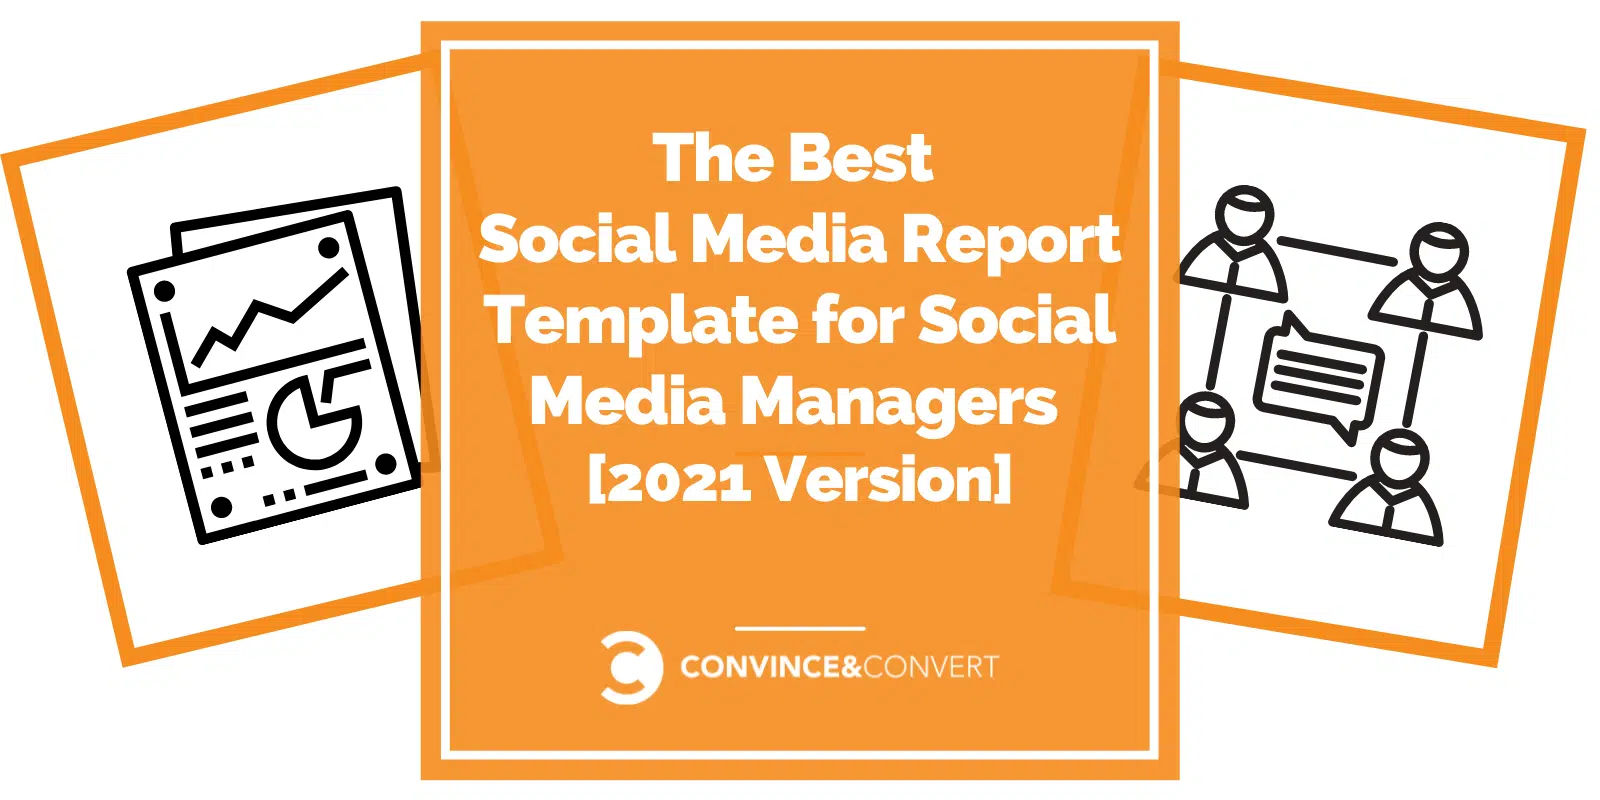 The Best
Social Media Report
Template for Social
Media Managers
[2021 Version]
CONVINCE&CONVERT